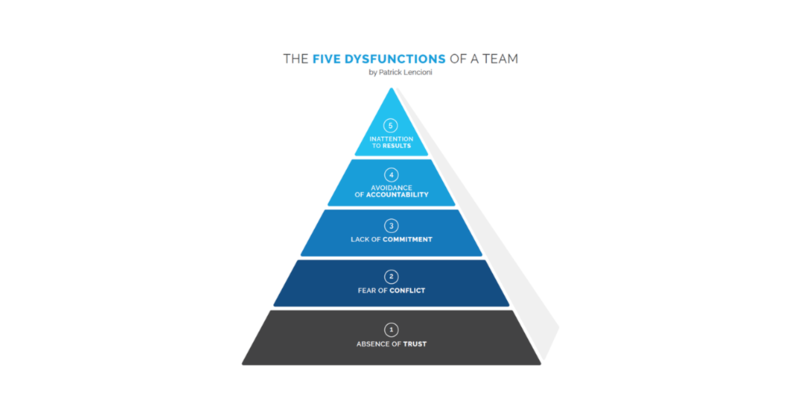 THE FIVE DYSFUNCTIONS OF A TEAM
by Patrick Lencioni
5
INATTENTION
TO RESULTS
4
AVOIDANCE
OF ACCOUNTABILITY
3
LACK OF COMMITMENT
2
FEAR OF CONFLICT
1
ABSENCE OF TRUST